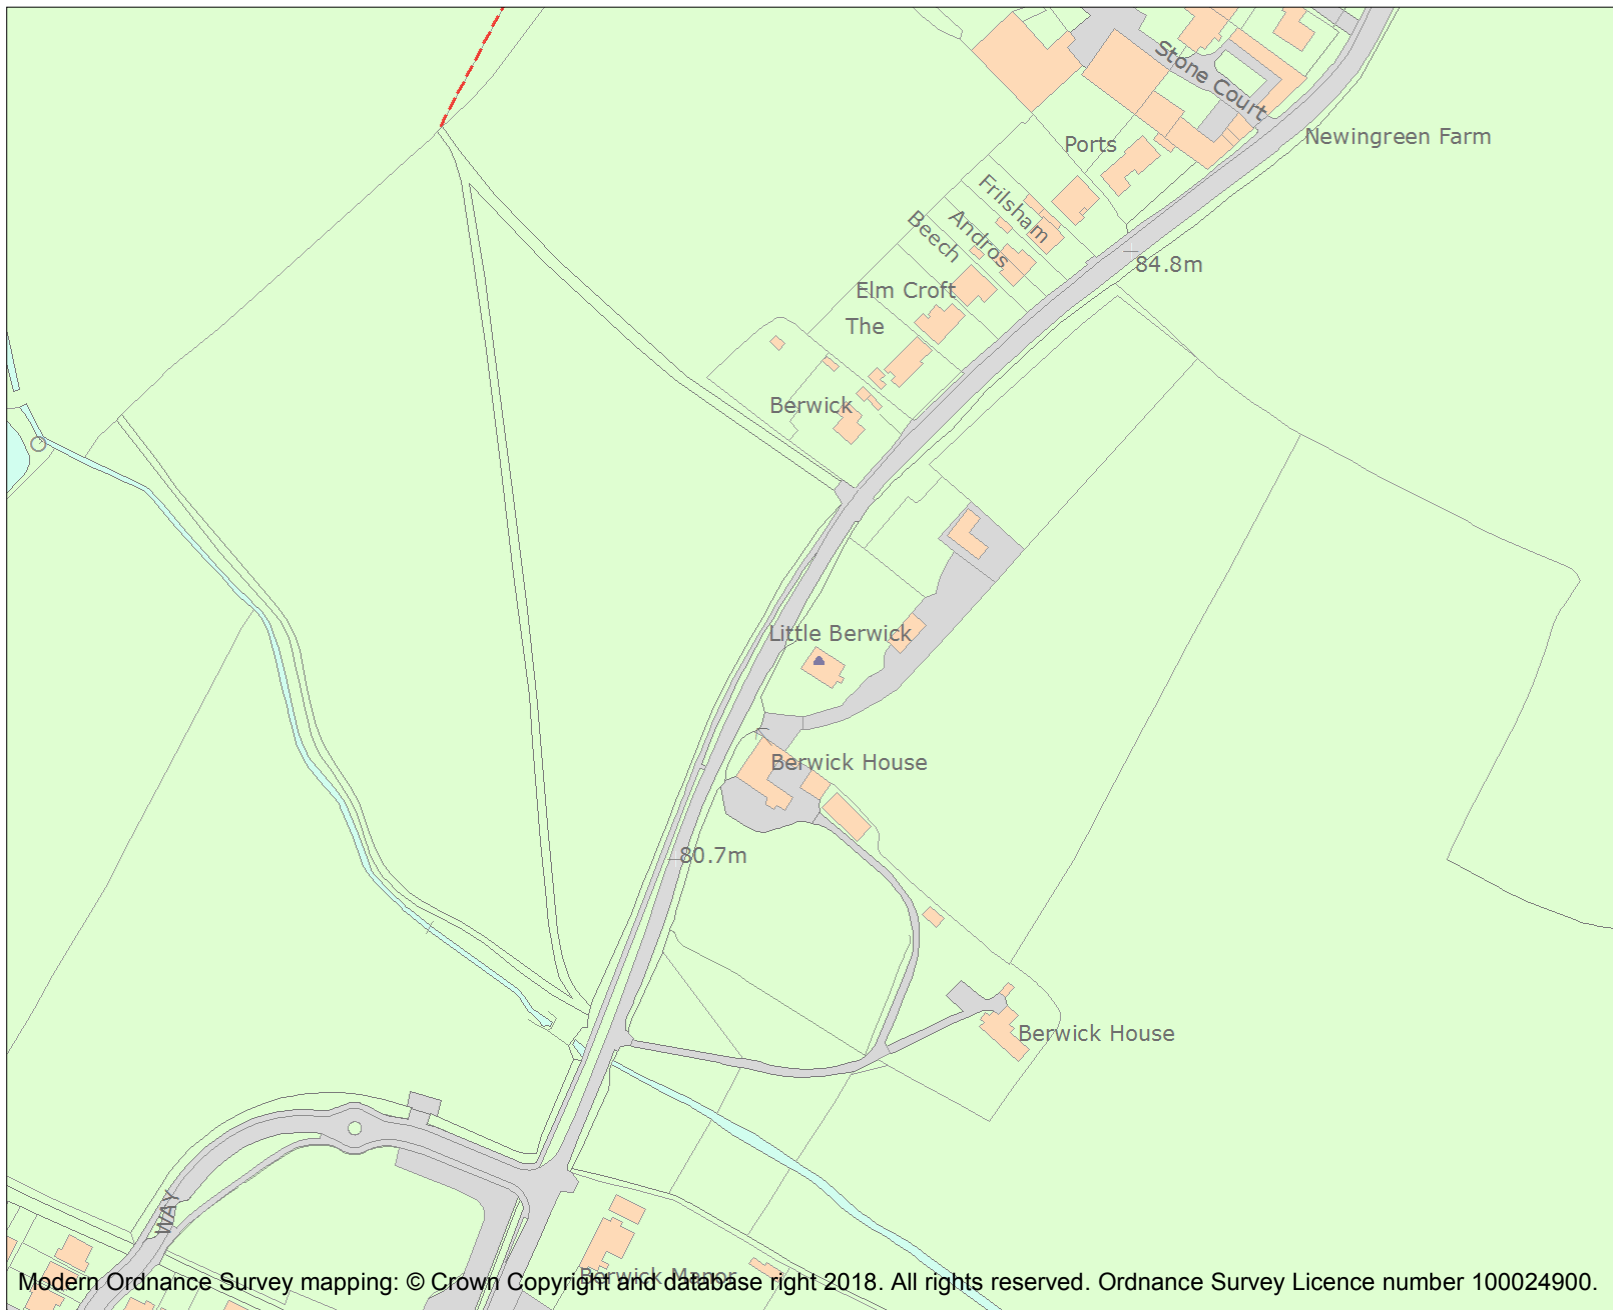 Stone Court
Newingreen Farm
Ports
Frilsham
Andros
Beech
84.8m
Elm Croft
The
Berwick
Little Berwick
Berwick House
80.7m
Berwick House
WAY
Berwick Manor
Modern Ordnance Survey mapping: © Crown Copyright and database right 2018. All rights reserved. Ordnance Survey Licence number 100024900.